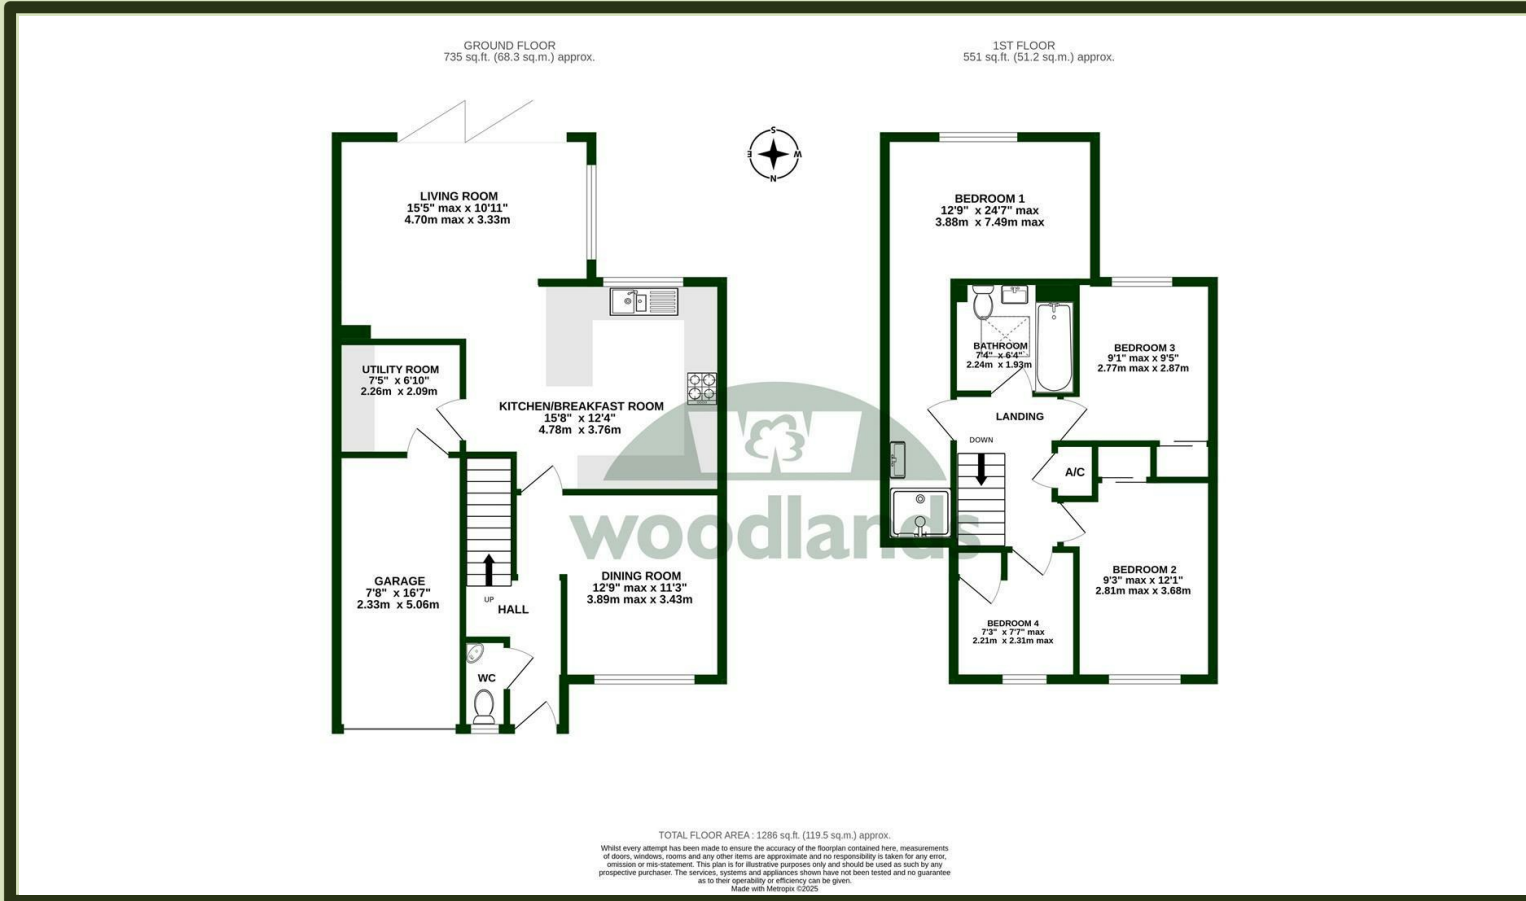 GROUND FLOOR
735 sq.ft. (68.3 sq.m.) approx.
1ST FLOOR
551 sq.ft. (51.2 sq.m.) approx.
S
E
W
N
LIVING ROOM
15'5" max x 10'11"
4.70m max x 3.33m
UTILITY ROOM
7'5" x 6'10"
2.26m x 2.09m
KITCHEN/BREAKFAST ROOM
15'8" x 12'4"
4.78m x 3.76m
GARAGE
7'8" x 16'7"
2.33m x 5.06m
UP
HALL
DINING ROOM
12'9" max x 11'3"
3.89m max x 3.43m
WC
BEDROOM 1
12'9" x 24'7" max
3.88m x 7.49m max
BATHROOM
7'4" x 6'4"
2.24m x 1.93m
BEDROOM 3
9'1" max x 9'5"
2.77m max x 2.87m
LANDING
DOWN
A/C
BEDROOM 2
9'3" max x 12'1"
2.81m max x 3.68m
BEDROOM 4
7'3" x 7'7" max
2.21m x 2.31m max
woodlands
TOTAL FLOOR AREA : 1286 sq.ft. (119.5 sq.m.) approx.
Whilst every attempt has been made to ensure the accuracy of the floorplan contained here, measurements
of doors, windows, rooms and any other items are approximate and no responsibility is taken for any error,
omission or mis-statement. This plan is for illustrative purposes only and should be used as such by any
prospective purchaser. The services, systems and appliances shown have not been tested and no guarantee
as to their operability or efficiency can be given.
Made with Metropix ©2025